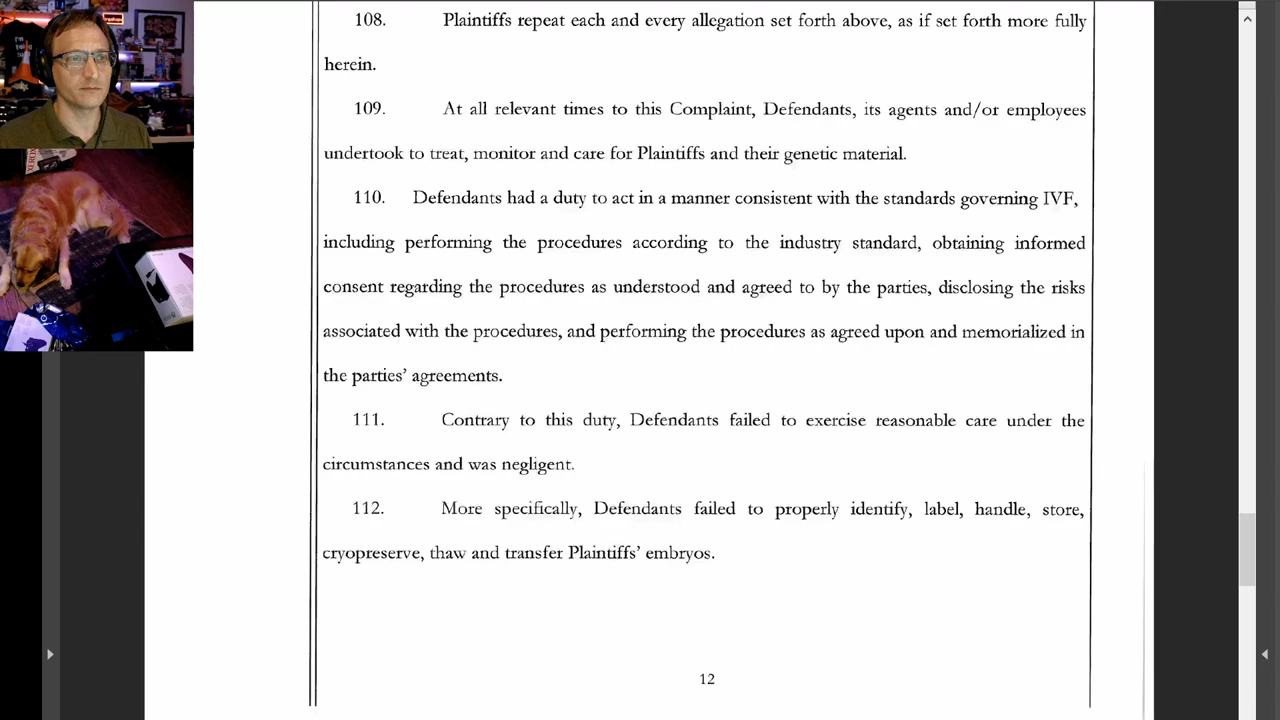 108. Plaintiffs repeat each and every allegation set forth above, as if set forth more fully
herein.
109. At all relevant times to this Complaint, Defendants, its agents and/or employees
undertook to treat, monitor and care for Plaintiffs and their genetic material.
110. Defendants had a duty to act in a manner consistent with the standards governing IVF,
including performing the procedures according to the industry standard, obtaining informed
consent regarding the procedures as understood and agreed to by the parties, disclosing the risks
associated with the procedures, and performing the procedures as agreed upon and memorialized in
the parties’ agreements.
111. Contrary to this duty, Defendants failed to exercise reasonable care under the
circumstances and was negligent.
112. More specifically, Defendants failed to properly identify, label, handle, store,
cryopreserve, thaw and transfer Plaintiffs’ embryos.
12